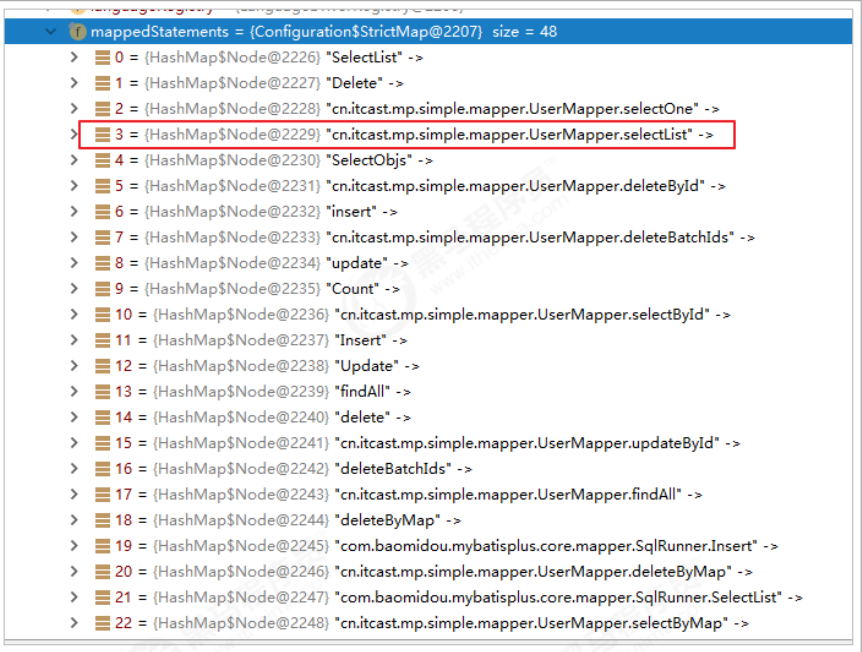 mappedStatements = {Configuration$StrictMap@2207} size = 48
0 = {HashMap$Node@2226} "SelectList" ->
1 = {HashMap$Node@2227} "Delete" ->
2 = {HashMap$Node@2228} "cn.itcast.mp.simple.mapper.UserMapper.selectOne" ->
3 = {HashMap$Node@2229} "cn.itcast.mp.simple.mapper.UserMapper.selectList" ->
4 = {HashMap$Node@2230} "SelectObjs" ->
5 = {HashMap$Node@2231} "cn.itcast.mp.simple.mapper.UserMapper.deleteById" ->
6 = {HashMap$Node@2232} "insert" ->
7 = {HashMap$Node@2233} "cn.itcast.mp.simple.mapper.UserMapper.deleteBatchIds" ->
8 = {HashMap$Node@2234} "update" ->
9 = {HashMap$Node@2235} "Count" ->
10 = {HashMap$Node@2236} "cn.itcast.mp.simple.mapper.UserMapper.selectById" ->
11 = {HashMap$Node@2237} "Insert" ->
12 = {HashMap$Node@2238} "Update" ->
13 = {HashMap$Node@2239} "findAll" ->
14 = {HashMap$Node@2240} "delete" ->
15 = {HashMap$Node@2241} "cn.itcast.mp.simple.mapper.UserMapper.updateById" ->
16 = {HashMap$Node@2242} "deleteBatchIds" ->
17 = {HashMap$Node@2243} "cn.itcast.mp.simple.mapper.UserMapper.findAll" ->
18 = {HashMap$Node@2244} "deleteByMap" ->
19 = {HashMap$Node@2245} "com.baomidou.mybatisplus.core.mapper.SqlRunner.Insert" ->
20 = {HashMap$Node@2246} "cn.itcast.mp.simple.mapper.UserMapper.deleteByMap" ->
21 = {HashMap$Node@2247} "com.baomidou.mybatisplus.core.mapper.SqlRunner.SelectList" ->
22 = {HashMap$Node@2248} "cn.itcast.mp.simple.mapper.UserMapper.selectByMap" ->